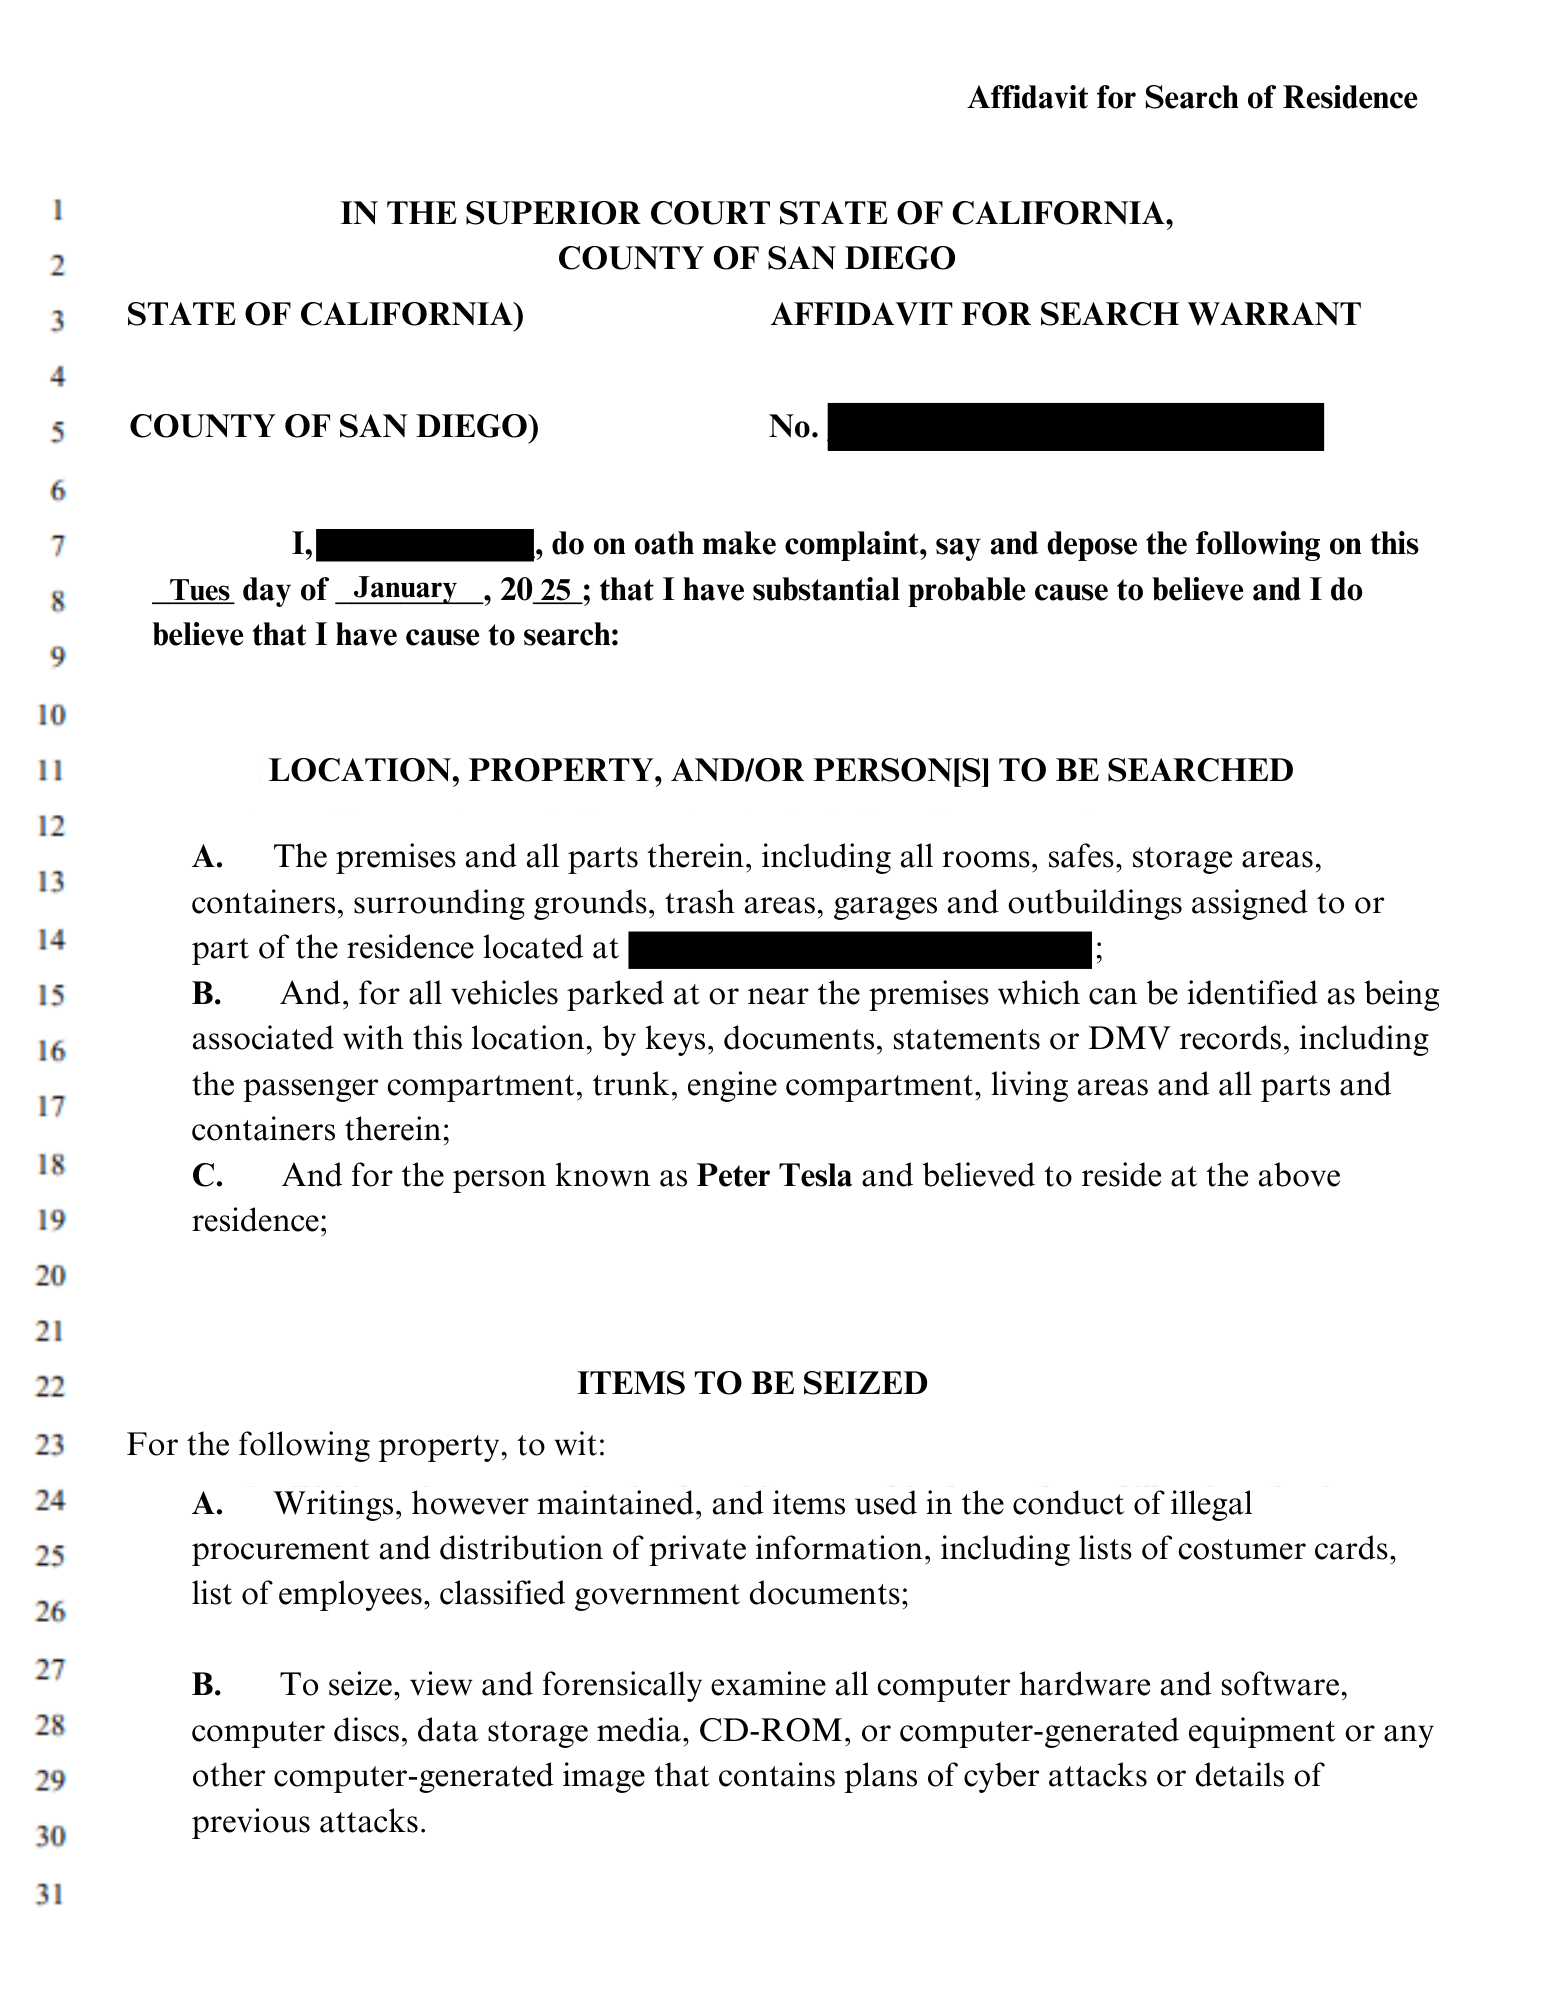 Affidavit for Search of Residence
1 IN THE SUPERIOR COURT STATE OF CALIFORNIA,
2 COUNTY OF SAN DIEGO
3 STATE OF CALIFORNIA) AFFIDAVIT FOR SEARCH WARRANT
4
5 COUNTY OF SAN DIEGO) No.
6
7 I, , do on oath make complaint, say and depose the following on this
8 Tues day of January , 20 25 ; that I have substantial probable cause to believe and I do
9 believe that I have cause to search:
10
11 LOCATION, PROPERTY, AND/OR PERSON[S] TO BE SEARCHED
12
A. The premises and all parts therein, including all rooms, safes, storage areas,
13 containers, surrounding grounds, trash areas, garages and outbuildings assigned to or
14 part of the residence located at ;
15 B. And, for all vehicles parked at or near the premises which can be identified as being
16 associated with this location, by keys, documents, statements or DMV records, including
17 the passenger compartment, trunk, engine compartment, living areas and all parts and
containers therein;
18 C. And for the person known as Peter Tesla and believed to reside at the above
19 residence;
20
21
22 ITEMS TO BE SEIZED
23 For the following property, to wit:
24 A. Writings, however maintained, and items used in the conduct of illegal
25 procurement and distribution of private information, including lists of costumer cards,
26 list of employees, classified government documents;
27 B. To seize, view and forensically examine all computer hardware and software,
28 computer discs, data storage media, CD-ROM, or computer-generated equipment or any
29 other computer-generated image that contains plans of cyber attacks or details of
30 previous attacks.
31